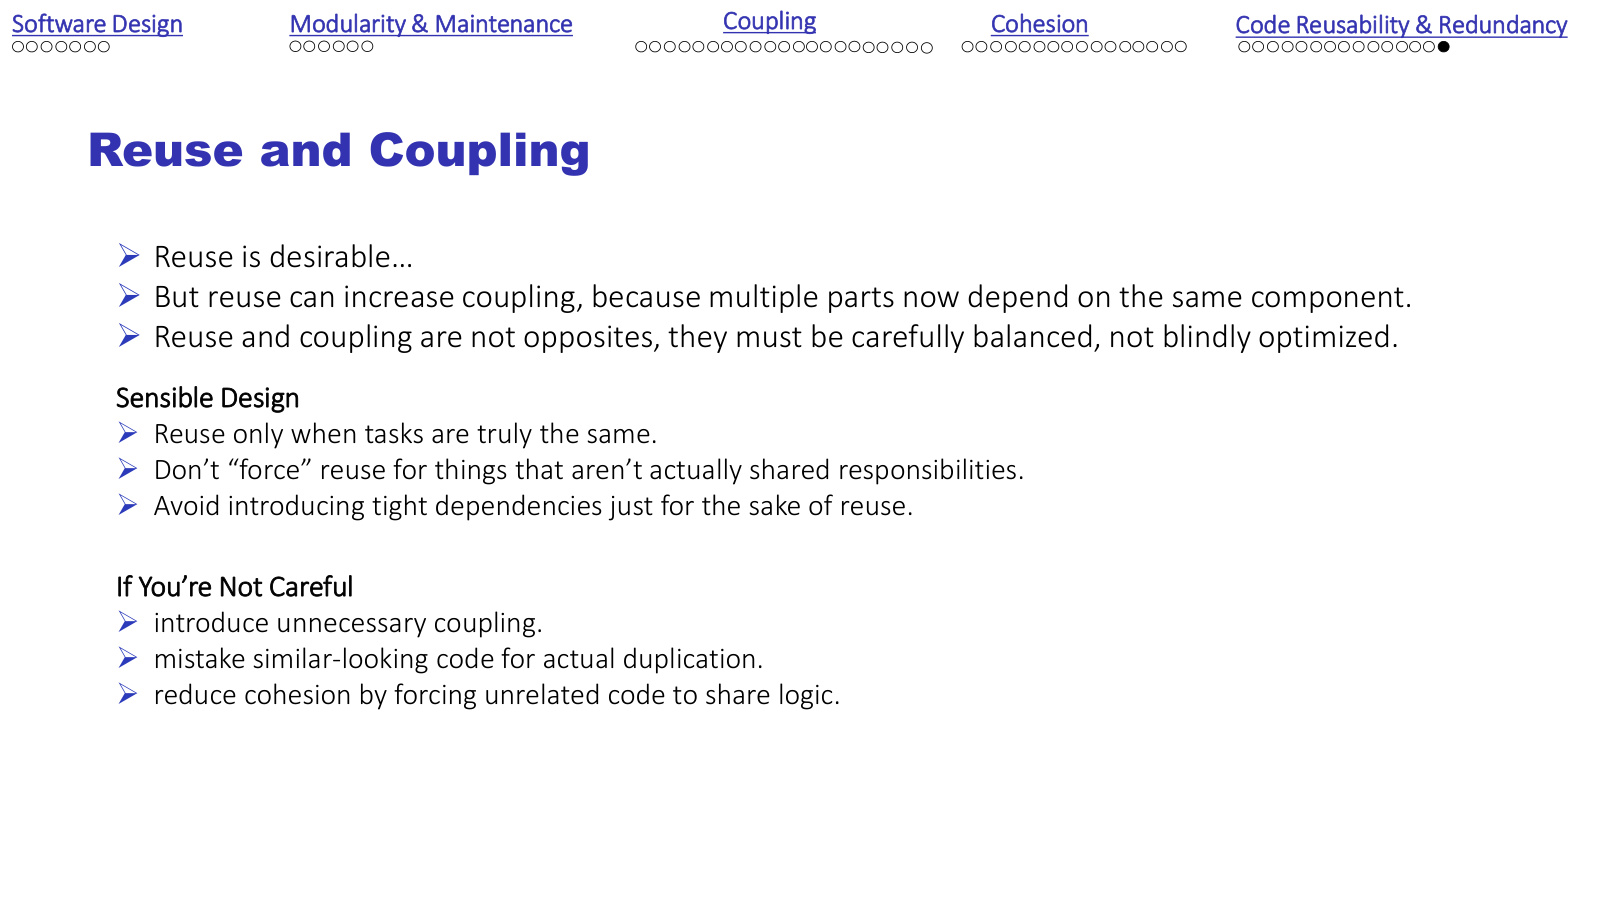 Software Design
Modularity & Maintenance
Coupling
Cohesion
Code Reusability & Redundancy
Reuse and Coupling
Reuse is desirable…
But reuse can increase coupling, because multiple parts now depend on the same component.
Reuse and coupling are not opposites, they must be carefully balanced, not blindly optimized.
Sensible Design
Reuse only when tasks are truly the same.
Don’t “force” reuse for things that aren’t actually shared responsibilities.
Avoid introducing tight dependencies just for the sake of reuse.
If You’re Not Careful
introduce unnecessary coupling.
mistake similar-looking code for actual duplication.
reduce cohesion by forcing unrelated code to share logic.